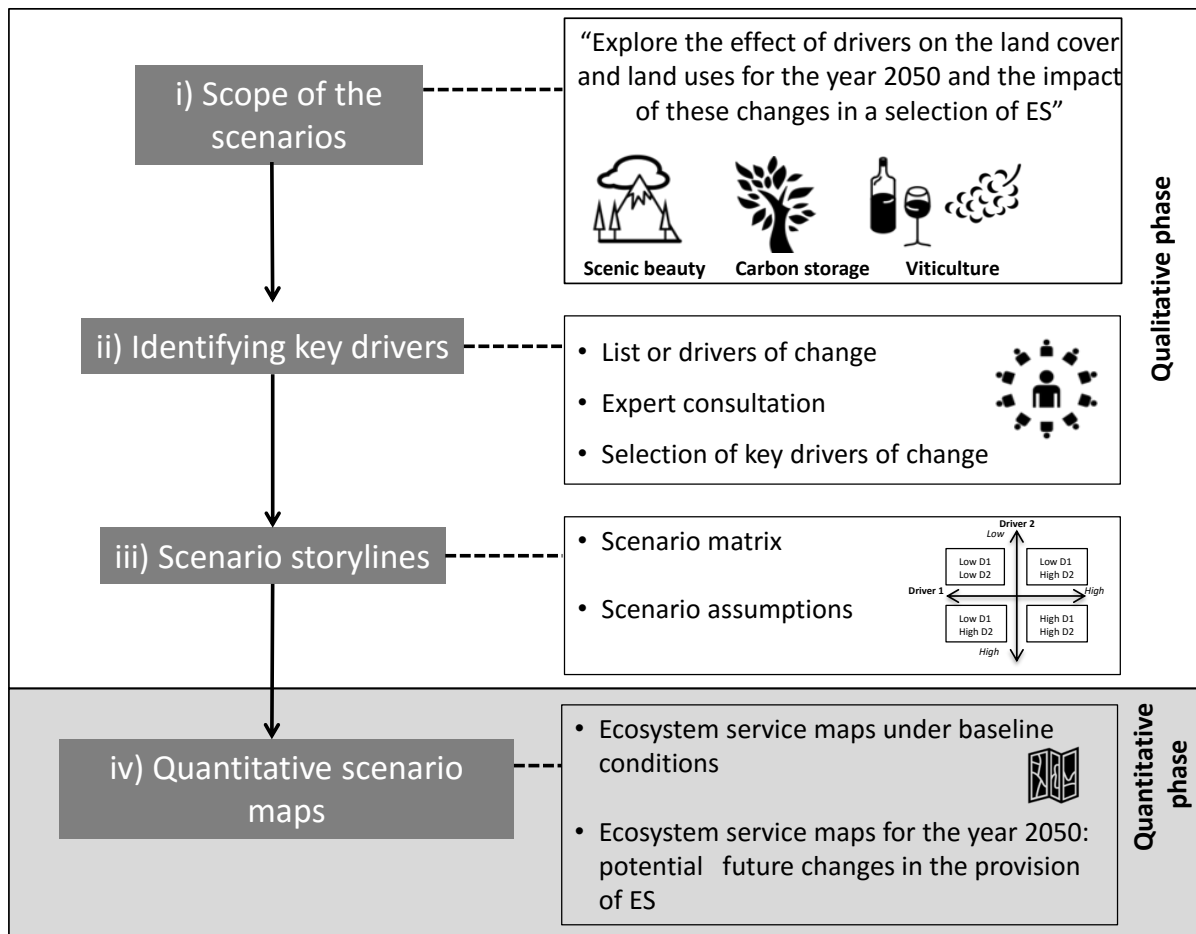 i) Scope of the
scenarios
“Explore the effect of drivers on the land cover
and land uses for the year 2050 and the impact
of these changes in a selection of ES”
Scenic beauty
Carbon storage
Viticulture
Qualitative phase
ii) Identifying key drivers
• List or drivers of change
• Expert consultation
• Selection of key drivers of change
iii) Scenario storylines
• Scenario matrix
• Scenario assumptions
Driver 2
Low
Low D1
Low D2
Low D1
High D2
Driver 1
High
Low D1
High D2
High D1
High D2
High
iv) Quantitative scenario
maps
• Ecosystem service maps under baseline
conditions
• Ecosystem service maps for the year 2050:
potential future changes in the provision
of ES
Quantitative
phase